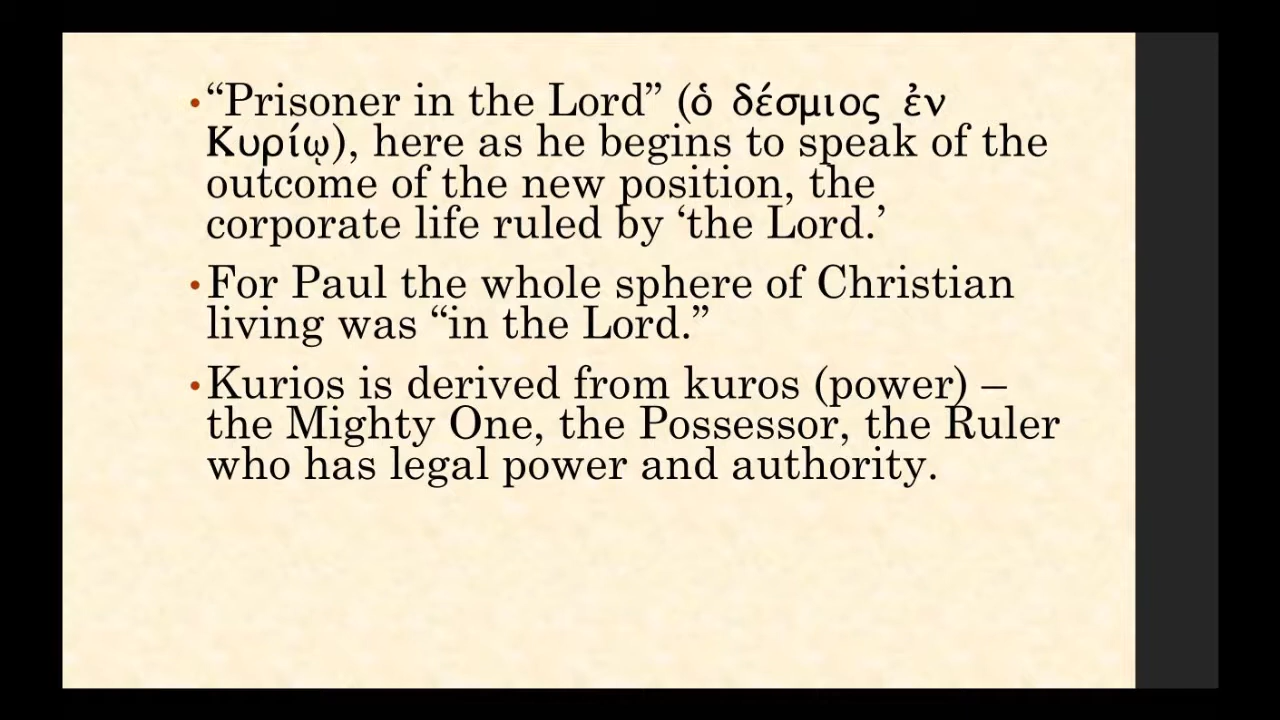 •“Prisoner in the Lord” (ὁ δέσμιος ἐν
Κυρίῳ), here as he begins to speak of the
outcome of the new position, the
corporate life ruled by ‘the Lord.’
•For Paul the whole sphere of Christian
living was “in the Lord.”
•Kurios is derived from kuros (power) –
the Mighty One, the Possessor, the Ruler
who has legal power and authority.